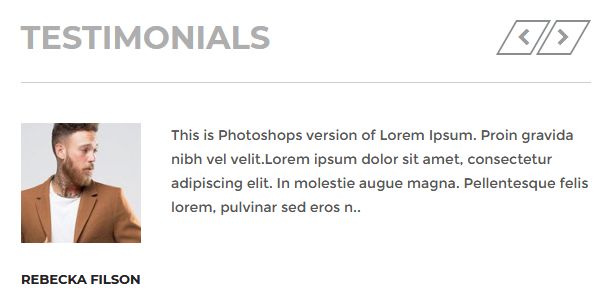 TESTIMONIALS
This is Photoshops version of Lorem Ipsum. Proin gravida
nibh vel velit.Lorem ipsum dolor sit amet, consectetur
adipiscing elit. In molestie augue magna. Pellentesque felis
lorem, pulvinar sed eros n..
REBECKA FILSON